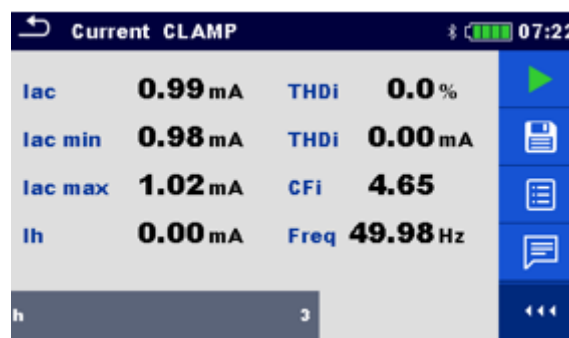 Current CLAMP 07:22
Iac 0.99 mA THDi 0.0 %
Iac min 0.98 mA THDi 0.00 mA
Iac max 1.02 mA CFi 4.65
Ih 0.00 mA Freq 49.98 Hz
h 3